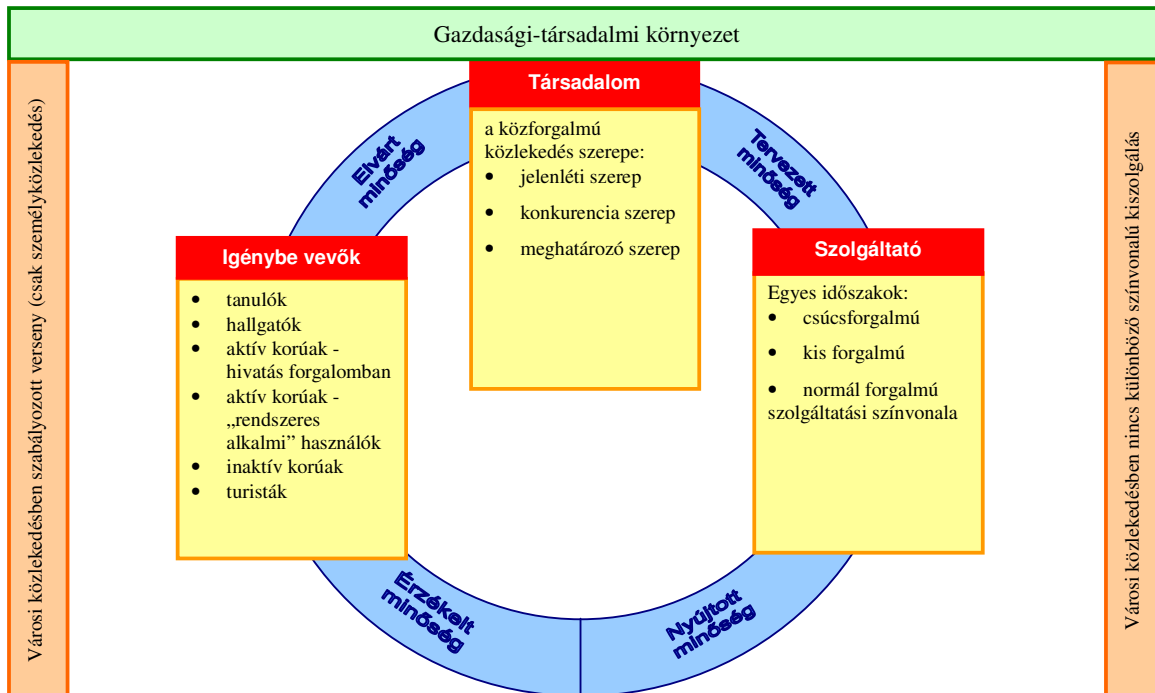 Gazdasági-társadalmi környezet
Városi közlekedésben szabályozott verseny (csak személyközlekedés)
Elvárt
minőség
Társadalom
a közforgalmú
közlekedés szerepe:
• jelenléti szerep
• konkurencia szerep
• meghatározó szerep
Tervezett
minőség
Igénybe vevők
• tanulók
• hallgatók
• aktív korúak -
hivatás forgalomban
• aktív korúak -
„rendszeres
alkalmi” használók
• inaktív korúak
• turisták
Szolgáltató
Egyes időszakok:
• csúcsforgalmú
• kis forgalmú
• normál forgalmú
szolgáltatási színvonala
Érzékelt
minőség
Nyújtott
minőség
Városi közlekedésben nincs különböző színvonalú kiszolgálás